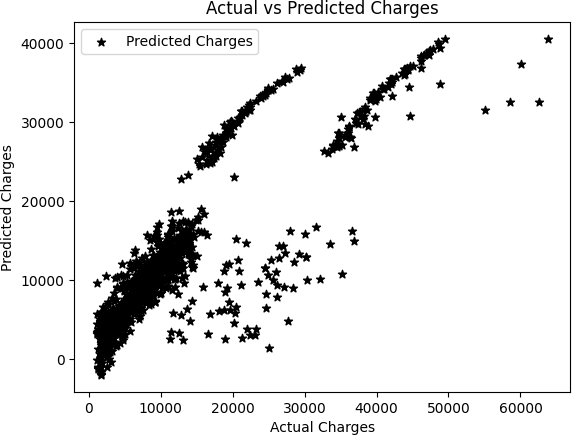 Actual vs Predicted Charges
Predicted Charges
40000
30000
20000
10000
0
Predicted Charges
0 10000 20000 30000 40000 50000 60000
Actual Charges